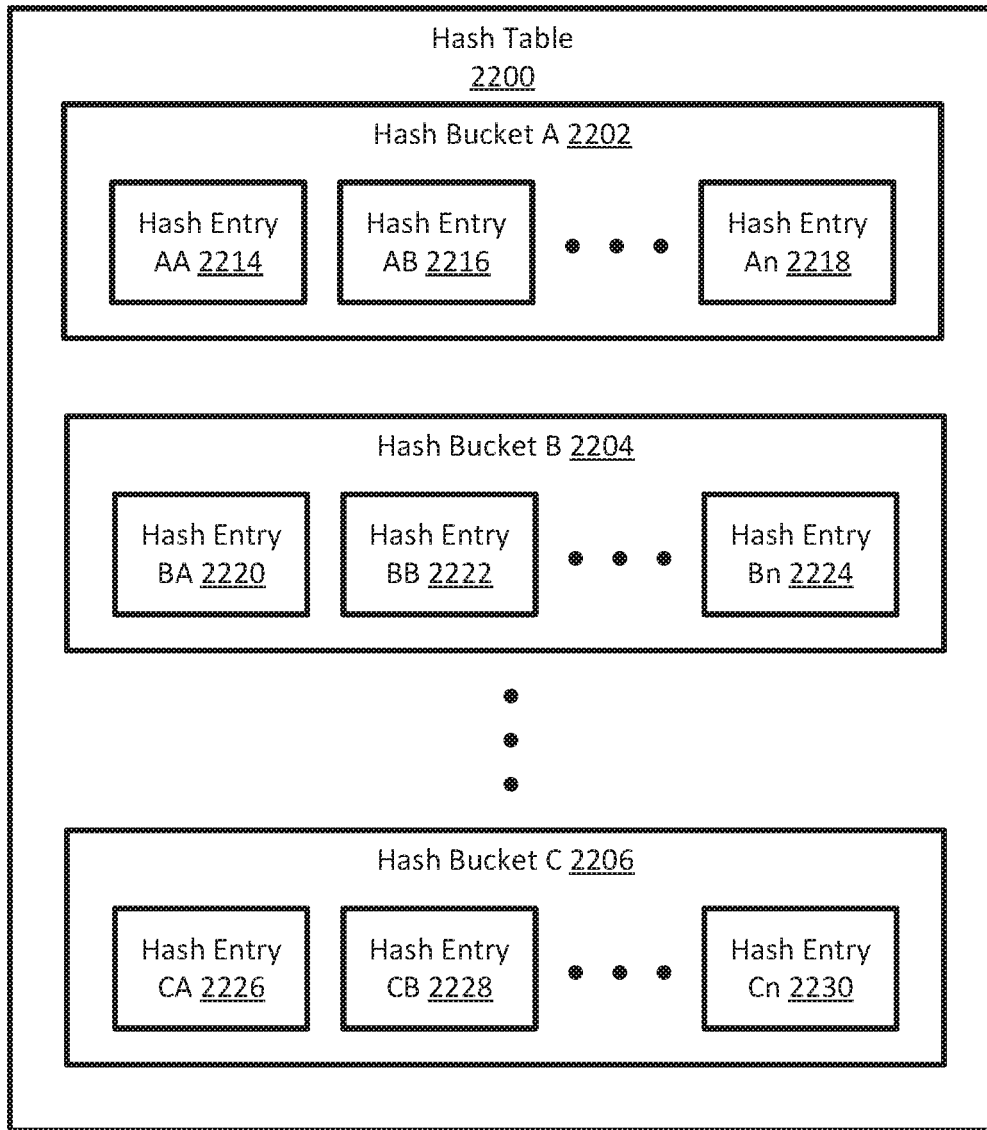 Hash Table
2200
Hash Bucket A 2202
Hash Entry
AA 2214
Hash Entry
AB 2216
Hash Entry
An 2218
Hash Bucket B 2204
Hash Entry
BA 2220
Hash Entry
BB 2222
Hash Entry
Bn 2224
Hash Bucket C 2206
Hash Entry
CA 2226
Hash Entry
CB 2228
Hash Entry
Cn 2230